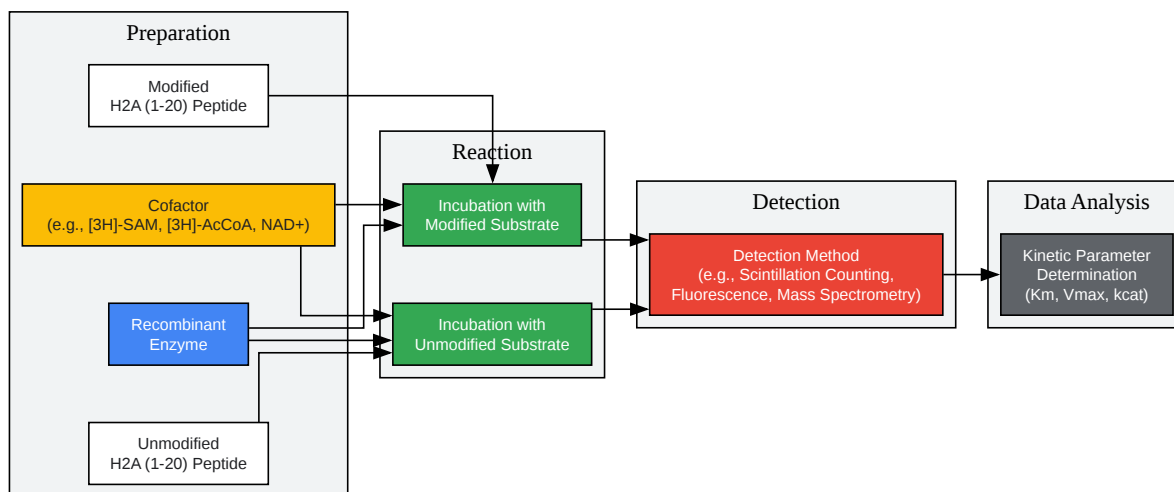 Preparation
Modified
H2A (1-20) Peptide
Cofactor
(e.g., [3H]-SAM, [3H]-AcCoA, NAD+)
Recombinant
Enzyme
Unmodified
H2A (1-20) Peptide
Reaction
Incubation with
Modified Substrate
Incubation with
Unmodified Substrate
Detection
Detection Method
(e.g., Scintillation Counting,
Fluorescence, Mass Spectrometry)
Data Analysis
Kinetic Parameter
Determination
(Km, Vmax, kcat)